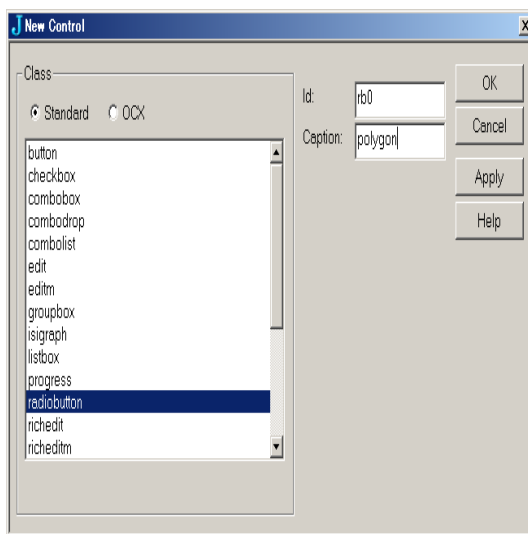 New Control
Class
Standard OCX
button
checkbox
combobox
combodrop
combolist
edit
editm
groupbox
isigraph
listbox
progress
radiobutton
richedit
richeditm
Id: rb0
Caption: polygon
OK
Cancel
Apply
Help